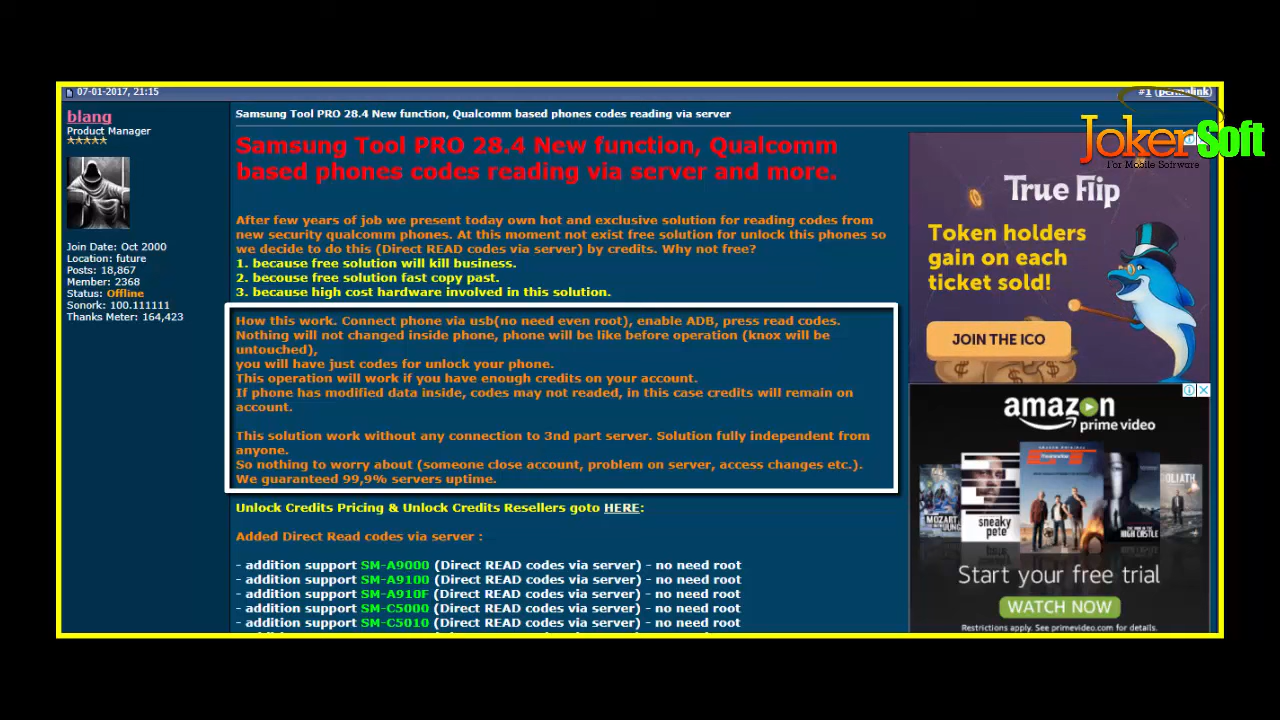 07-01-2017, 21:15
#1 (permalink)
blang
Product Manager
Join Date: Oct 2000
Location: future
Posts: 18,867
Member: 2368
Status: Offline
Sonork: 100.111111
Thanks Meter: 164,423
Samsung Tool PRO 28.4 New function, Qualcomm based phones codes reading via server
Samsung Tool PRO 28.4 New function, Qualcomm
based phones codes reading via server and more.
After few years of job we present today own hot and exclusive solution for reading codes from
new security qualcomm phones. At this moment not exist free solution for unlock this phones so
we decide to do this (Direct READ codes via server) by credits. Why not free?
1. because free solution will kill business.
2. becouse free solution fast copy past.
3. because high cost hardware involved in this solution.
How this work. Connect phone via usb(no need even root), enable ADB, press read codes.
Nothing will not changed inside phone, phone will be like before operation (knox will be
untouched),
you will have just codes for unlock your phone.
This operation will work if you have enough credits on your account.
If phone has modified data inside, codes may not readed, in this case credits will remain on
account.
This solution work without any connection to 3nd part server. Solution fully independent from
anyone.
So nothing to worry about (someone close account, problem on server, access changes etc.).
We guaranteed 99,9% servers uptime.
Unlock Credits Pricing & Unlock Credits Resellers goto HERE:
Added Direct Read codes via server :
- addition support SM-A9000 (Direct READ codes via server) - no need root
- addition support SM-A9100 (Direct READ codes via server) - no need root
- addition support SM-A910F (Direct READ codes via server) - no need root
- addition support SM-C5000 (Direct READ codes via server) - no need root
- addition support SM-C5010 (Direct READ codes via server) - no need root
JokerSoft
For Mobile Sofrware
True Flip
Token holders
gain on each
ticket sold!
JOIN THE ICO
amazon
prime video
MOZART
sneaky
pete
HIGH CASTLE
GOLIATH
Start your free trial
WATCH NOW
Restrictions apply. See primevideo.com for details.